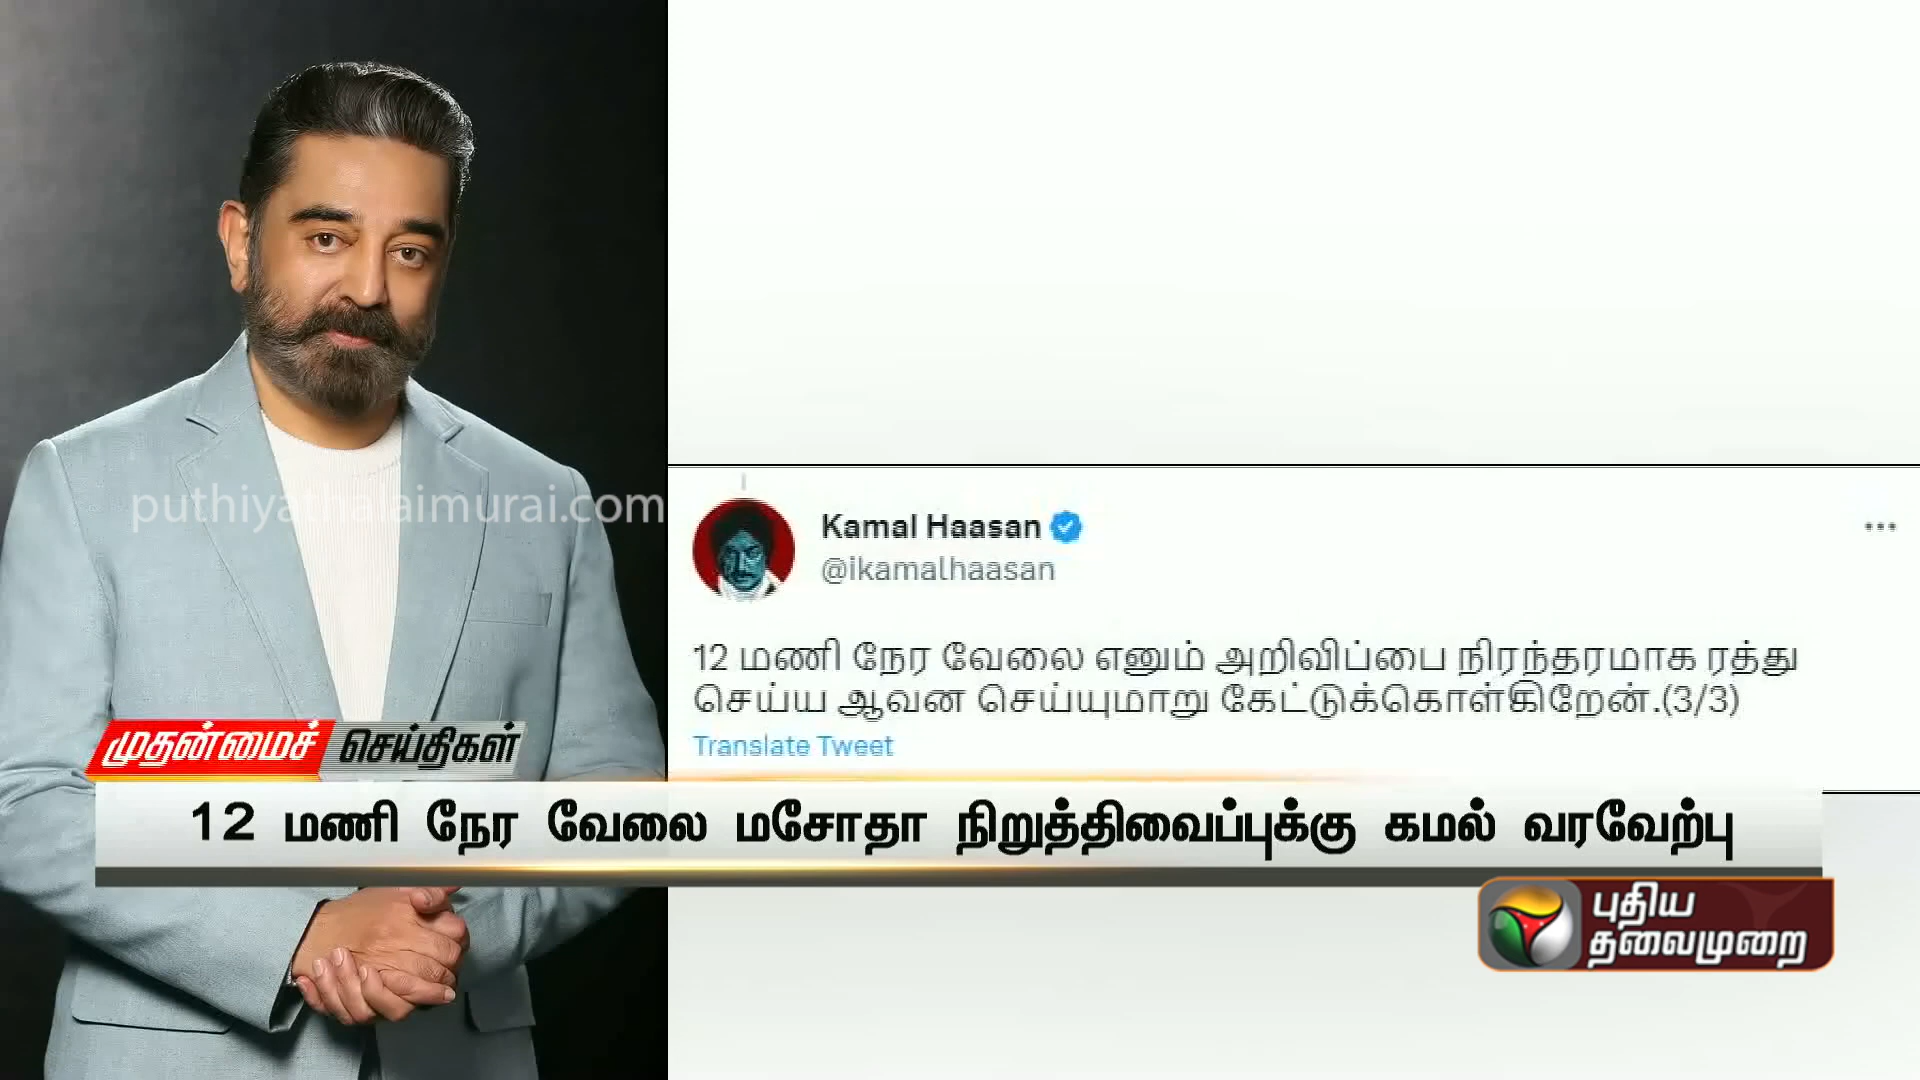 puthiyathalaimurai.com
Kamal Haasan
@ikamalhaasan
12 மணி நேர வேலை எனும் அறிவிப்பை நிரந்தரமாக ரத்து
செய்ய ஆவன செய்யுமாறு கேட்டுக்கொள்கிறேன்.(3/3)
Translate Tweet
முதன்மைச் செய்திகள்
12 மணி நேர வேலை மசோதா நிறுத்திவைப்புக்கு கமல் வரவேற்பு
புதிய
தலைமுறை